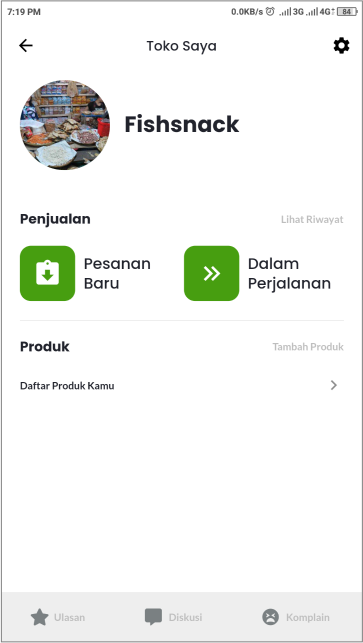 7:19 PM 0.0KB/s 3G 4G 84
Toko Saya
Fishsnack
Penjualan Lihat Riwayat
Pesanan Baru
Dalam Perjalanan
Produk Tambah Produk
Daftar Produk Kamu
Ulasan Diskusi Komplain